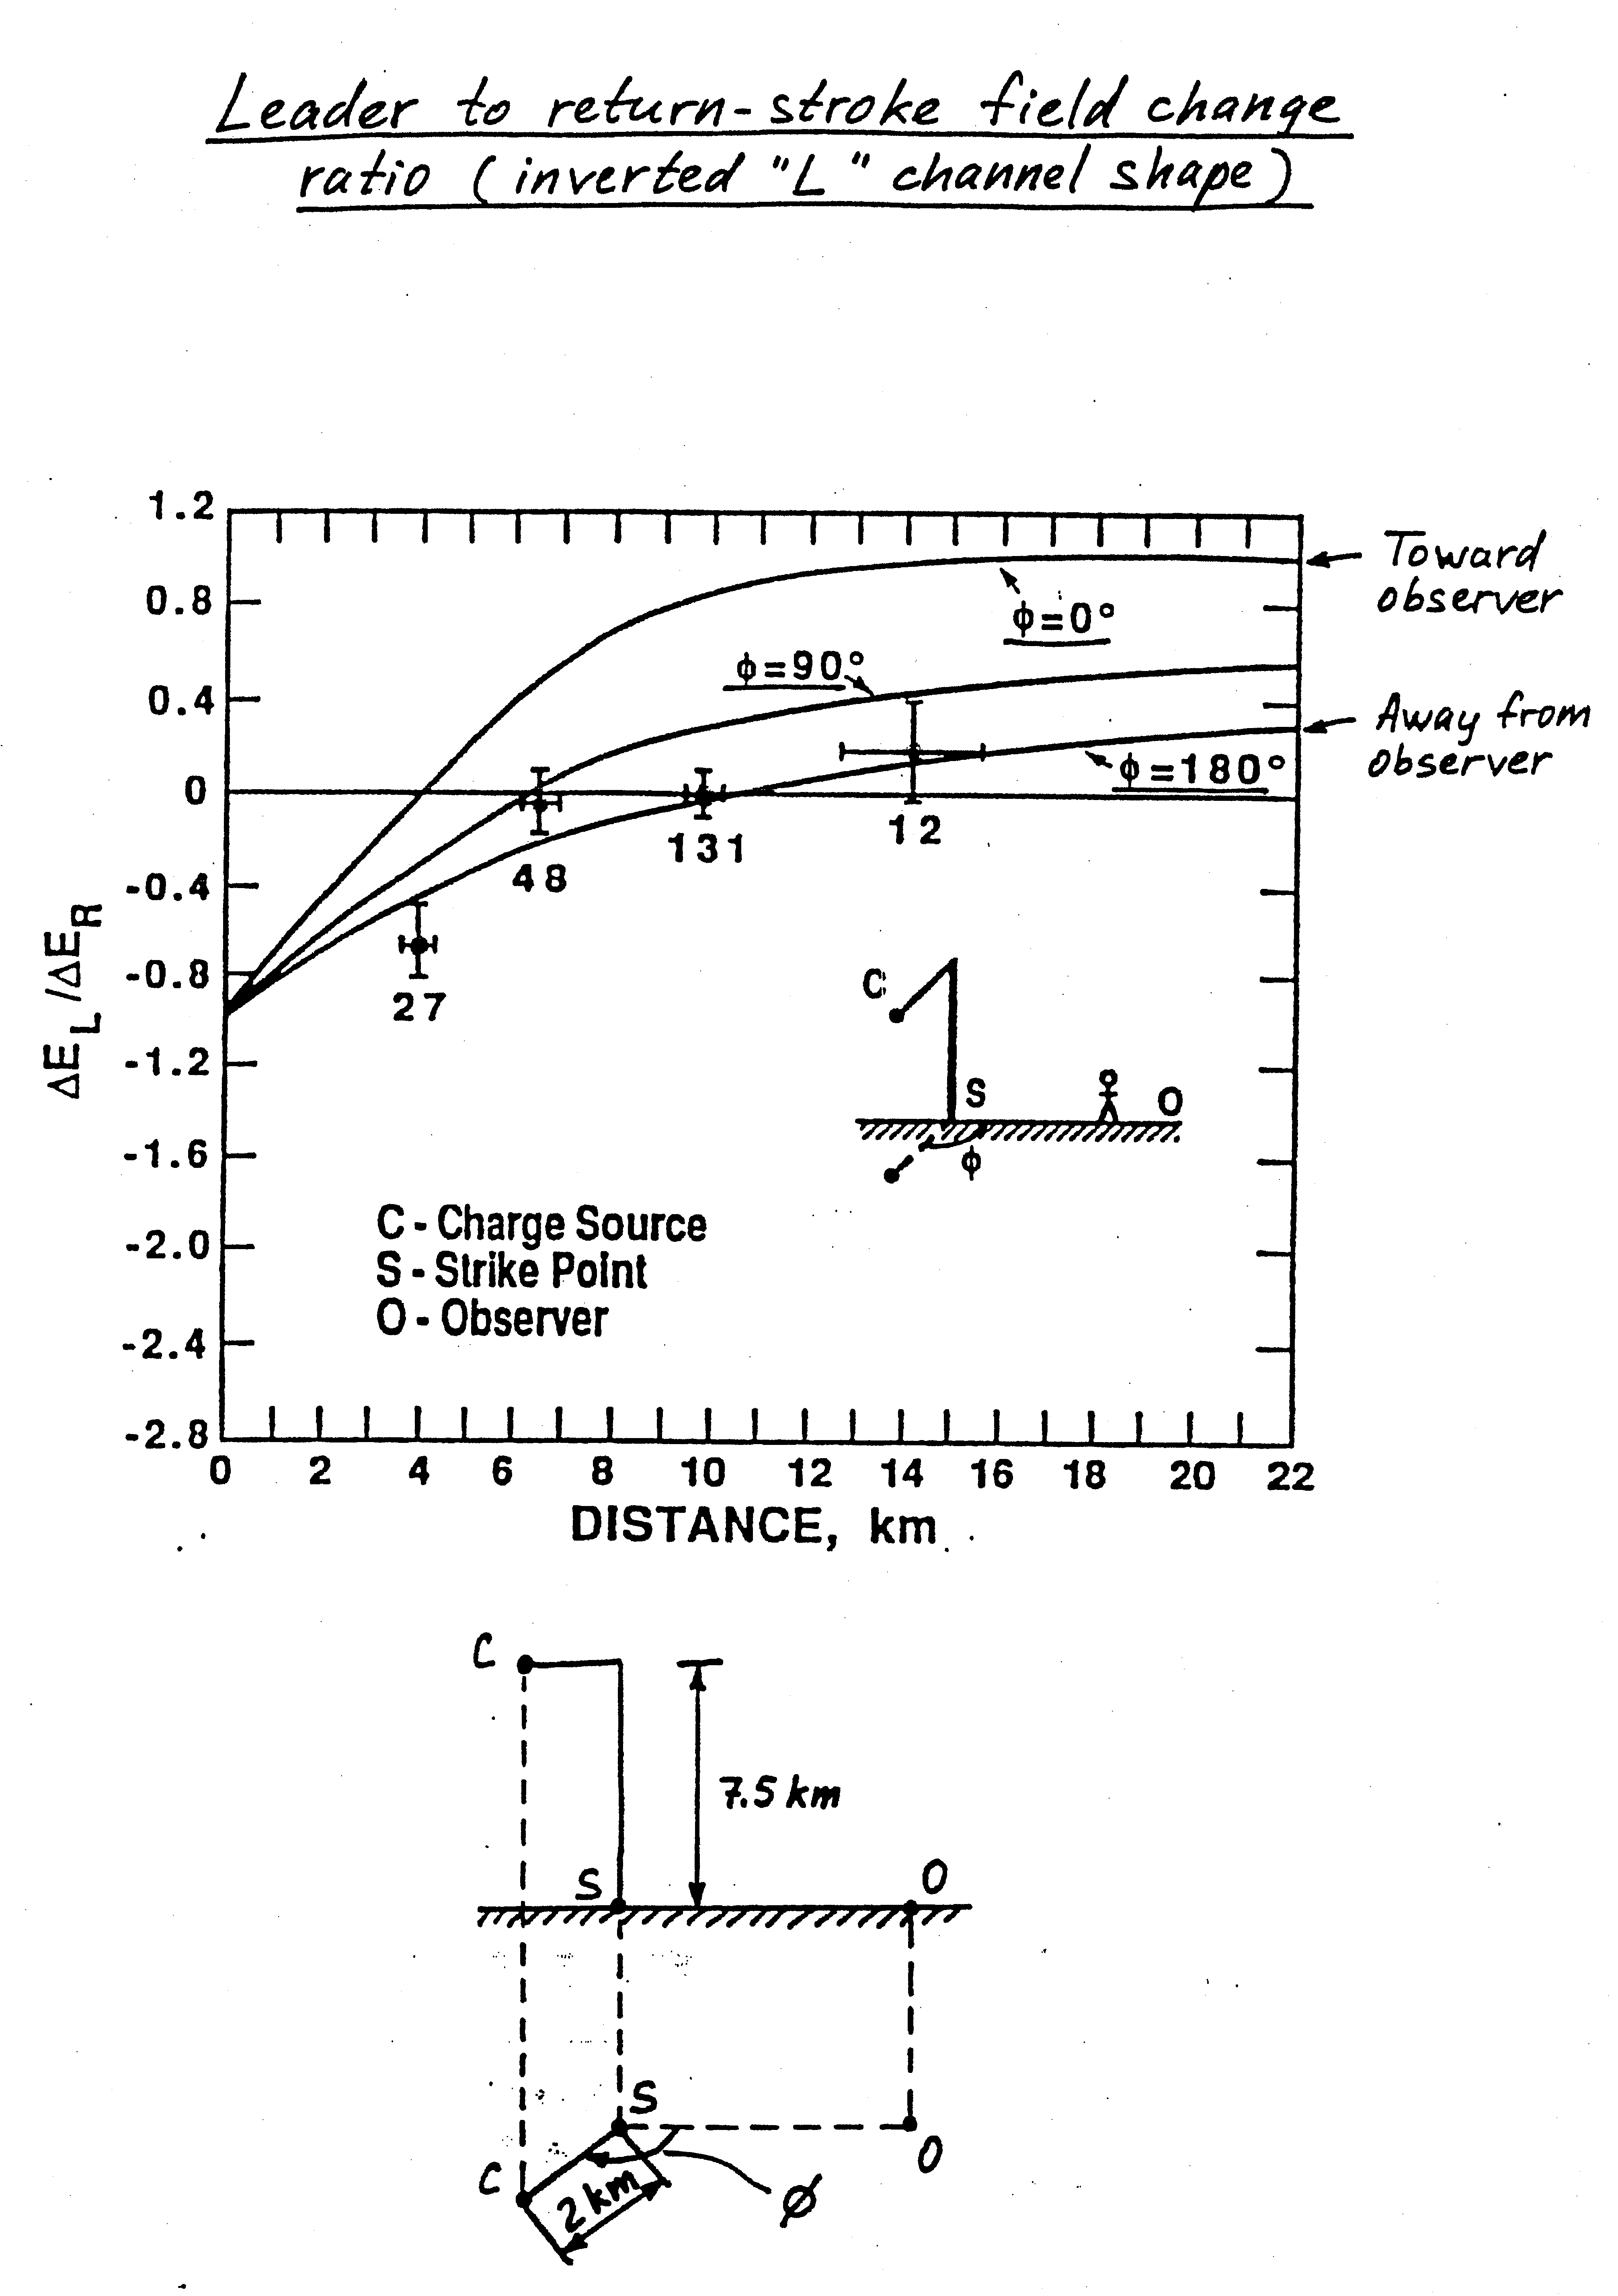 Leader to return-stroke field change
ratio (inverted "L" channel shape)
1.2
0.8
0.4
0
-0.4
-0.8
-1.2
-1.6
-2.0
-2.4
-2.8
ΔE_L/ΔE_R
Toward
observer
ϕ=0°
ϕ=90°
Away from
observer
ϕ=180°
48
131
12
27
C
S
O
ϕ
C - Charge Source
S - Strike Point
O - Observer
0 2 4 6 8 10 12 14 16 18 20 22
DISTANCE, km
C
7.5 km
S
O
S
O
C
2 km
ϕ